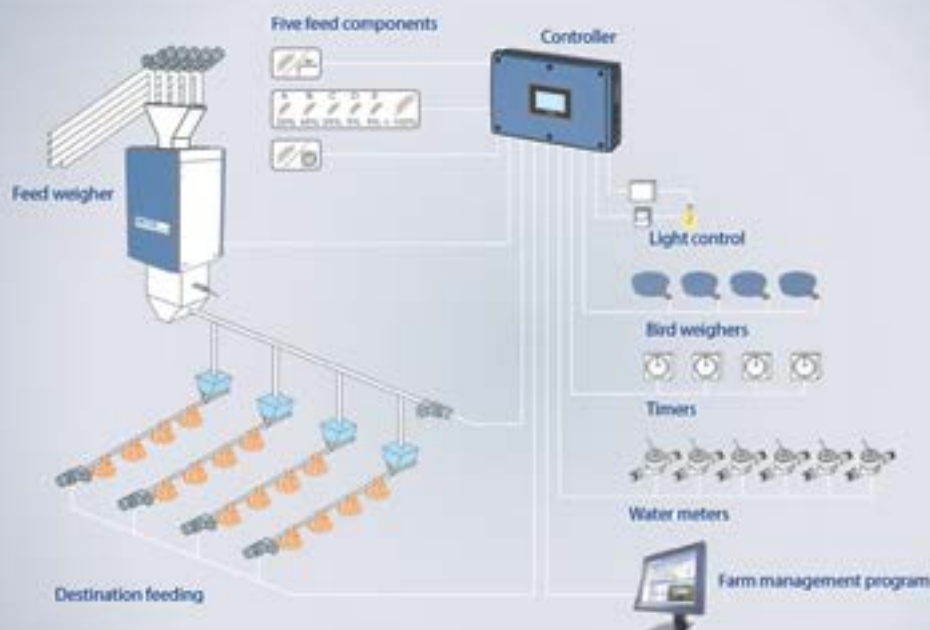 Five feed components
Controller
A B C D E
Feed weigher
Light control
Bird weighers
Timers
Water meters
Destination feeding
Farm management program